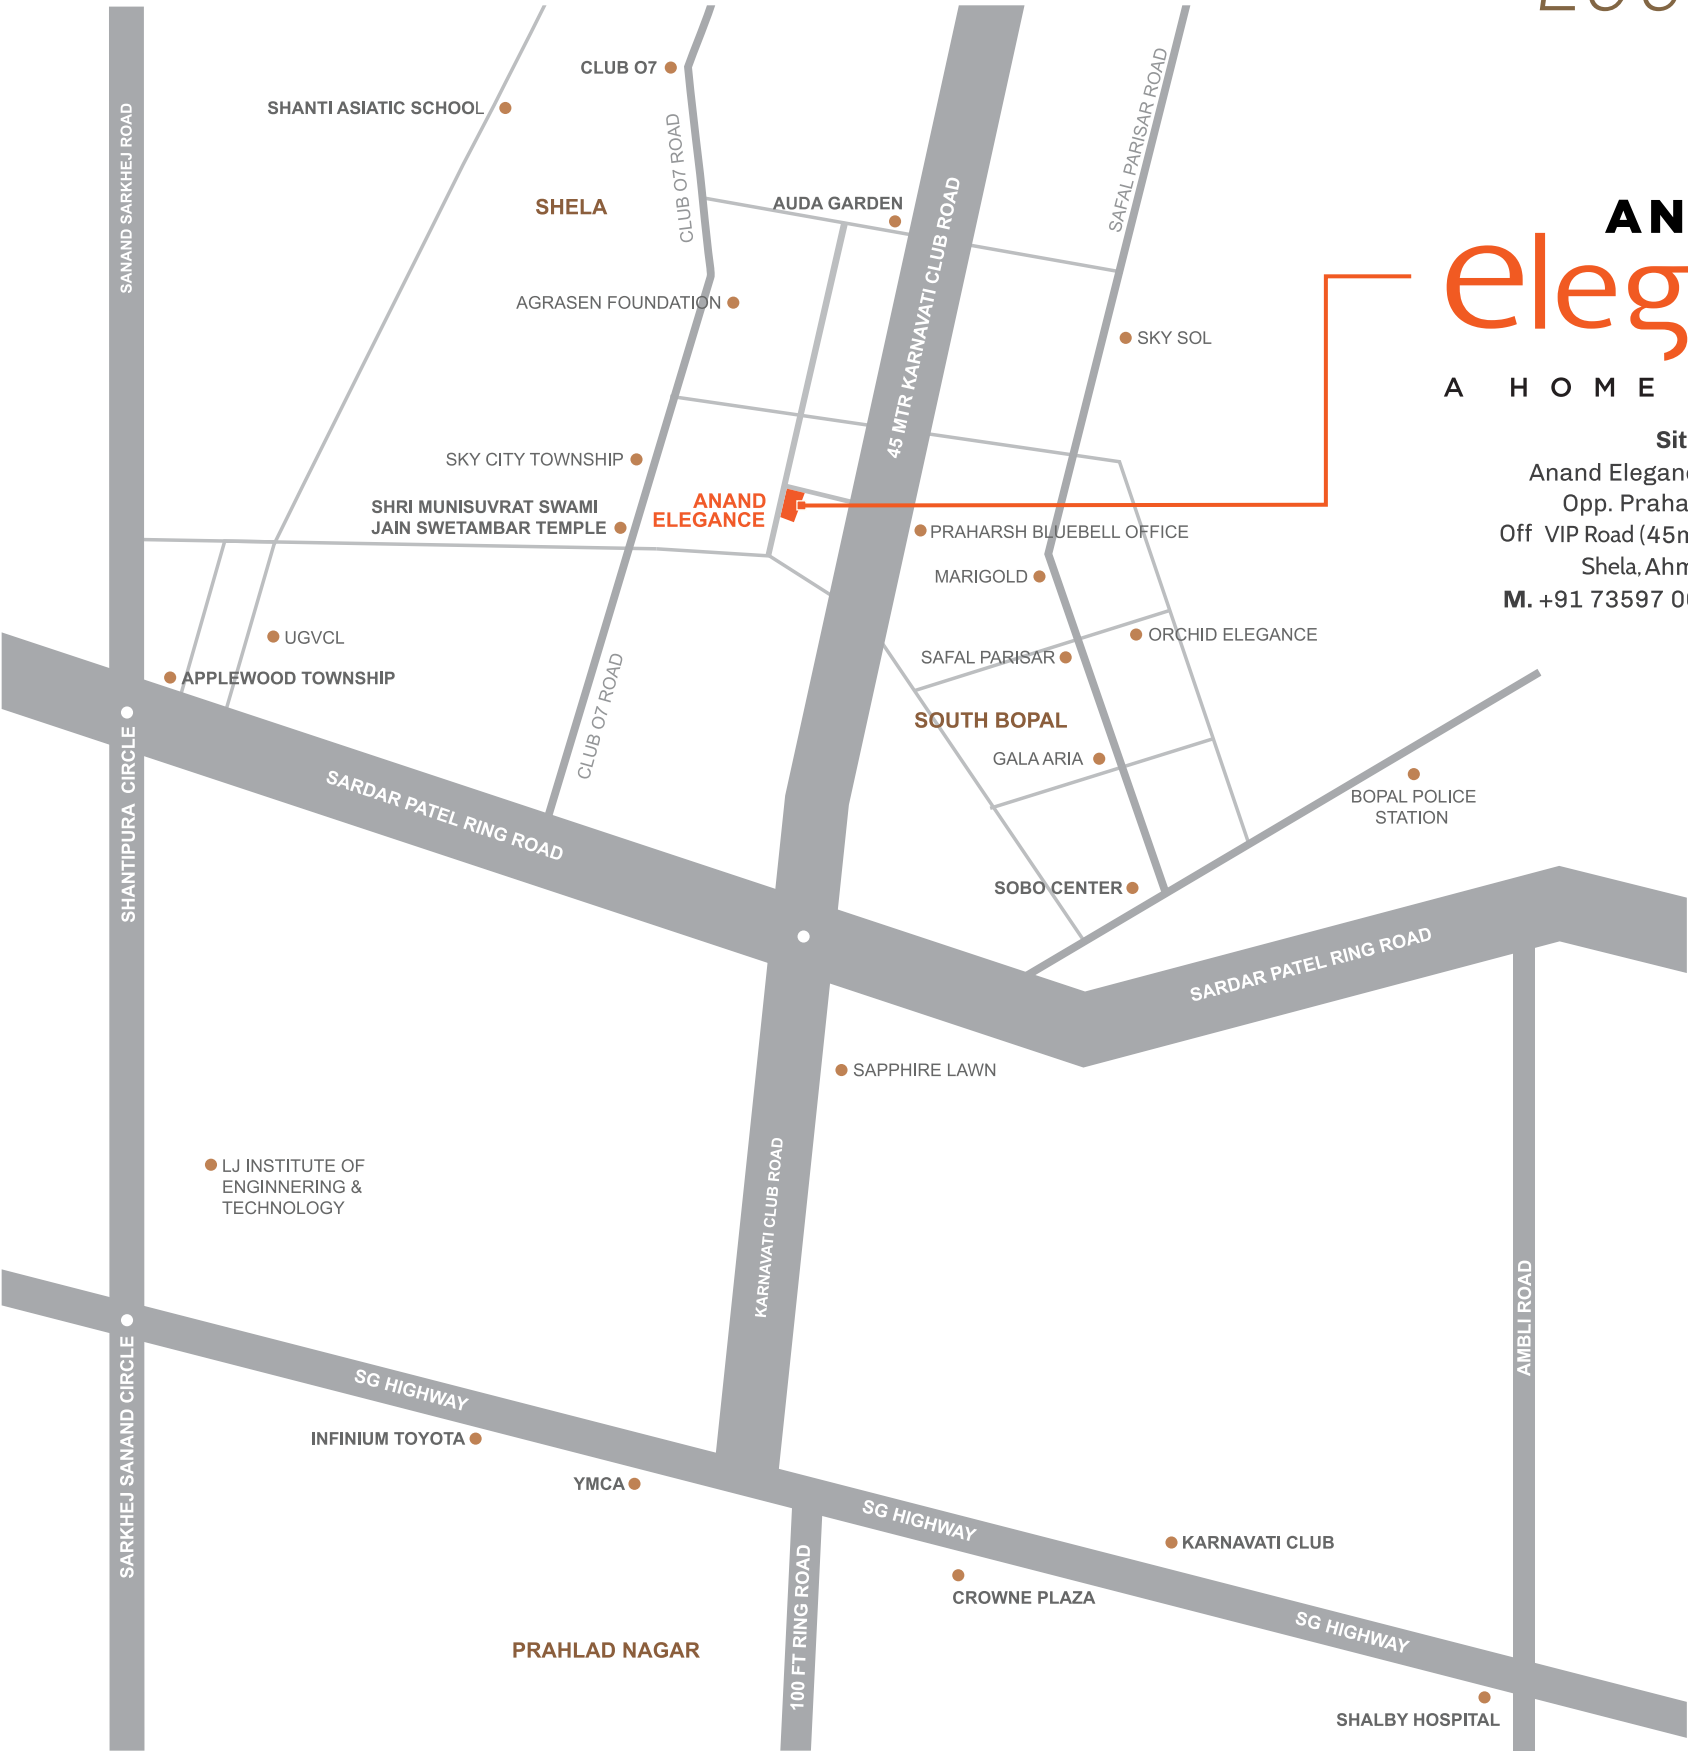 CLUB O7
SHANTI ASIATIC SCHOOL
SANAND SARKHEJ ROAD
CLUB O7 ROAD
SAFAL PARISAR ROAD
SHELA
AUDA GARDEN
45 MTR KARNAVATI CLUB ROAD
AN
eleg
AGRASEN FOUNDATION
SKY SOL
A HOME
Sit
SKY CITY TOWNSHIP
Anand Eleganc
SHRI MUNISUVRAT SWAMI
JAIN SWETAMBAR TEMPLE
ANAND
ELEGANCE
Opp. Praha
PRAHARSH BLUEBELL OFFICE
Off VIP Road (45m
Shela, Ahm
MARIGOLD
M. +91 73597 00
UGVCL
ORCHID ELEGANCE
SAFAL PARISAR
APPLEWOOD TOWNSHIP
CLUB O7 ROAD
SOUTH BOPAL
SHANTIPURA CIRCLE
GALA ARIA
BOPAL POLICE
STATION
SARDAR PATEL RING ROAD
SOBO CENTER
SARDAR PATEL RING ROAD
SAPPHIRE LAWN
LJ INSTITUTE OF
ENGINNERING &
TECHNOLOGY
KARNAVATI CLUB ROAD
AMBLI ROAD
SARKHEJ SANAND CIRCLE
SG HIGHWAY
INFINIUM TOYOTA
YMCA
SG HIGHWAY
KARNAVATI CLUB
CROWNE PLAZA
100 FT RING ROAD
SG HIGHWAY
PRAHLAD NAGAR
SHALBY HOSPITAL